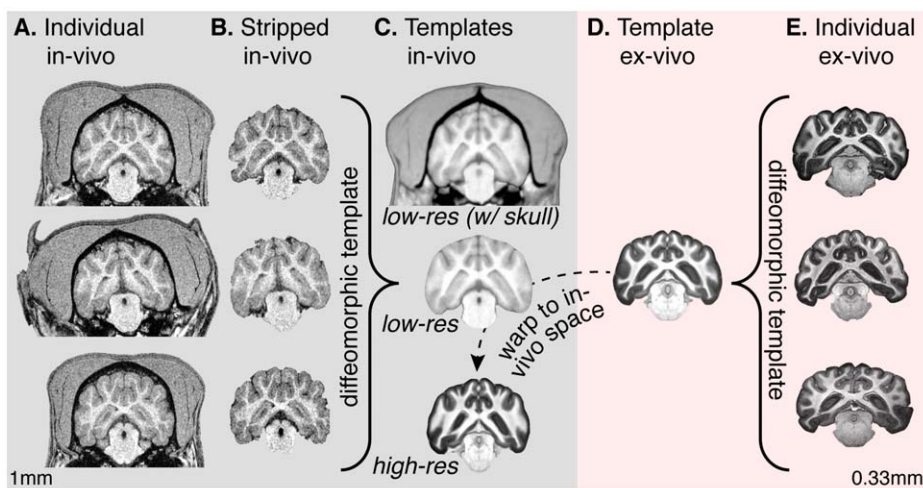 A. Individual
in-vivo
B. Stripped
in-vivo
C. Templates
in-vivo
D. Template
ex-vivo
E. Individual
ex-vivo
diffeomorphic template
low-res (w/ skull)
low-res
warp to in-
vivo space
high-res
diffeomorphic template
1mm
0.33mm